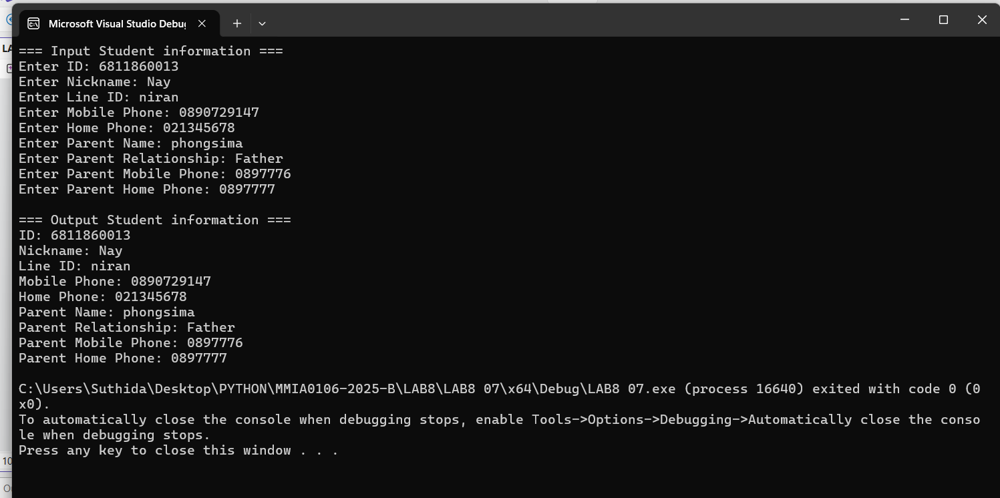 Microsoft Visual Studio Debu
LA
=== Input Student information ===
Enter ID: 6811860013
Enter Nickname: Nay
Enter Line ID: niran
Enter Mobile Phone: 0890729147
Enter Home Phone: 021345678
Enter Parent Name: phongsima
Enter Parent Relationship: Father
Enter Parent Mobile Phone: 0897776
Enter Parent Home Phone: 0897777
=== Output Student information ===
ID: 6811860013
Nickname: Nay
Line ID: niran
Mobile Phone: 0890729147
Home Phone: 021345678
Parent Name: phongsima
Parent Relationship: Father
Parent Mobile Phone: 0897776
Parent Home Phone: 0897777
C:\Users\Suthida\Desktop\PYTHON\MMIA0106-2025-B\LAB8\LAB8 07\x64\Debug\LAB8 07.exe (process 16640) exited with code 0 (0
x0).
To automatically close the console when debugging stops, enable Tools->Options->Debugging->Automatically close the conso
le when debugging stops.
Press any key to close this window . . .
10